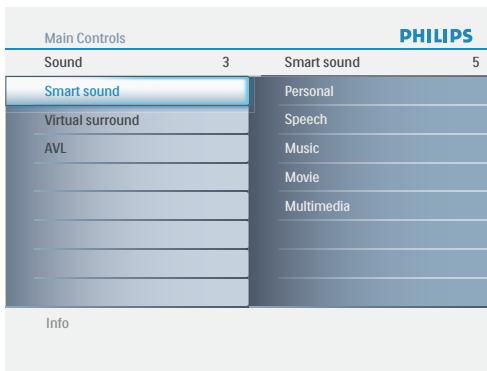 Main Controls
PHILIPS
Sound 3
Smart sound 5
Smart sound
Personal
Virtual surround
Speech
AVL
Music
Movie
Multimedia
Info